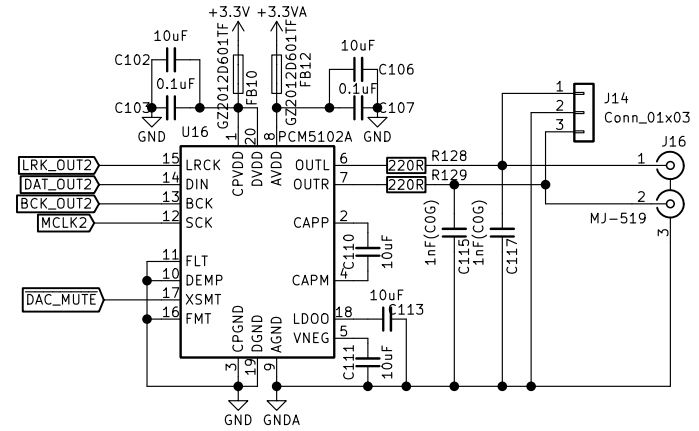 +3.3V
+3.3VA
10uF
C102
0.1uF
C103
GND
GZ2012D601TF
FB10
GZ2012D601TF
FB12
10uF
C106
0.1uF
C107
GND
U16
PCM5102A
1
20
8
CPVDD
DVDD
AVDD
LRK_OUT2
15
LRCK
DAT_OUT2
14
DIN
BCK_OUT2
13
BCK
MCLK2
12
SCK
11
FLT
10
DEMP
DAC_MUTE
17
XSMT
16
FMT
OUTL
6
220R
R128
OUTR
7
220R
R129
CAPP
2
C110
10uF
CAPM
4
10uF
C113
LDOO
18
VNEG
5
C111
10uF
1nF(C0G)
C115
1nF(C0G)
C117
1
2
3
J14
Conn_01x03
J16
1
2
MJ-519
3
CPGND
DGND
AGND
3
19
9
GND
GNDA